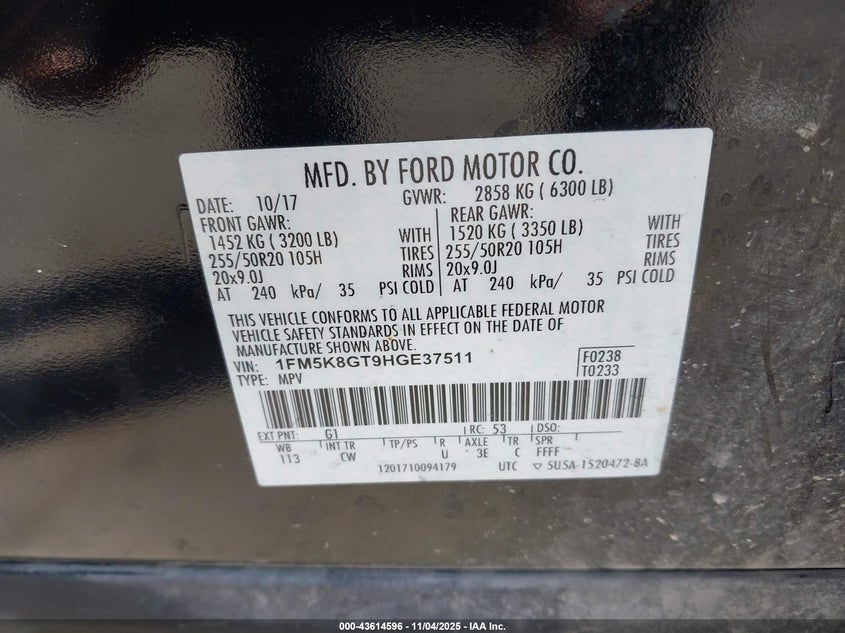 MFD. BY FORD MOTOR CO.
DATE: 10/17 GVWR: 2858 KG ( 6300 LB)
FRONT GAWR: REAR GAWR:
1452 KG ( 3200 LB) WITH 1520 KG ( 3350 LB) WITH
255/50R20 105H TIRES 255/50R20 105H TIRES
20x9.0J RIMS 20x9.0J RIMS
AT 240 kPa/ 35 PSI COLD AT 240 kPa/ 35 PSI COLD
THIS VEHICLE CONFORMS TO ALL APPLICABLE FEDERAL MOTOR
VEHICLE SAFETY STANDARDS IN EFFECT ON THE DATE OF
MANUFACTURE SHOWN ABOVE.
VIN: 1FM5K8GT9HGE37511 F0238
TYPE: MPV T0233
EXT PNT: G1 RC: 53 DSO:
WB INT TR TP/PS R AXLE TR SPR
113 CW U 3E C FFFF
1201710094179 UTC ▽ 5U5A-1520472-BA
000-43614596 - 11/04/2025 - IAA Inc.